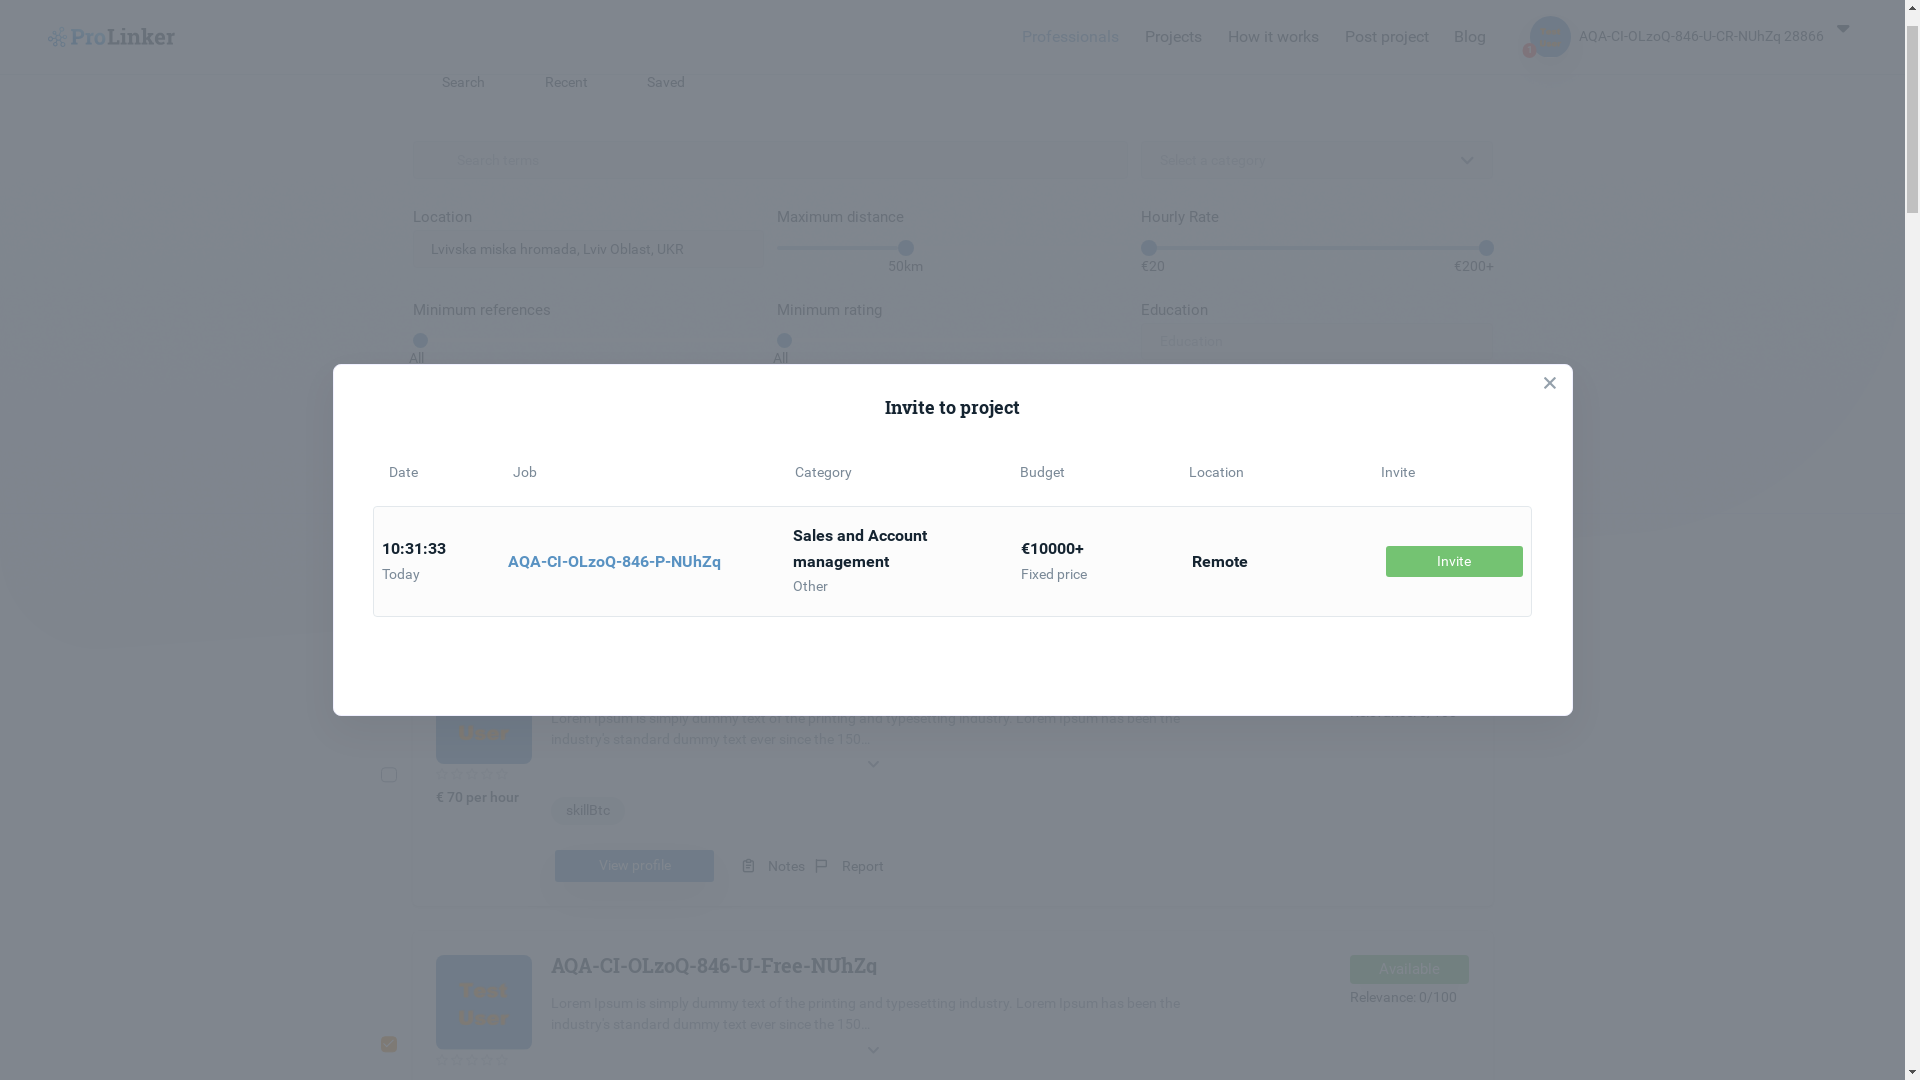 ProLinker
Professionals
Projects
How it works
Post project
Blog
1
AQA-CI-OLzoQ-846-U-CR-NUhZq 28866
Search
Recent
Saved
Search terms
Select a category
Location
Maximum distance
Hourly Rate
Lvivska miska hromada, Lviv Oblast, UKR
50km
€20
€200+
Minimum references
Minimum rating
Education
All
All
Education
Invite to project
Date
Job
Category
Budget
Location
Invite
10:31:33
Today
AQA-CI-OLzoQ-846-P-NUhZq
Sales and Account
management
Other
€10000+
Fixed price
Remote
Invite
Lorem Ipsum is simply dummy text of the printing and typesetting industry. Lorem Ipsum has been the
industry's standard dummy text ever since the 150...
€ 70 per hour
skillBtc
View profile
Notes
Report
AQA-CI-OLzoQ-846-U-Free-NUhZq
Available
Test
User
Lorem Ipsum is simply dummy text of the printing and typesetting industry. Lorem Ipsum has been the
Relevance: 0/100
industry's standard dummy text ever since the 150...